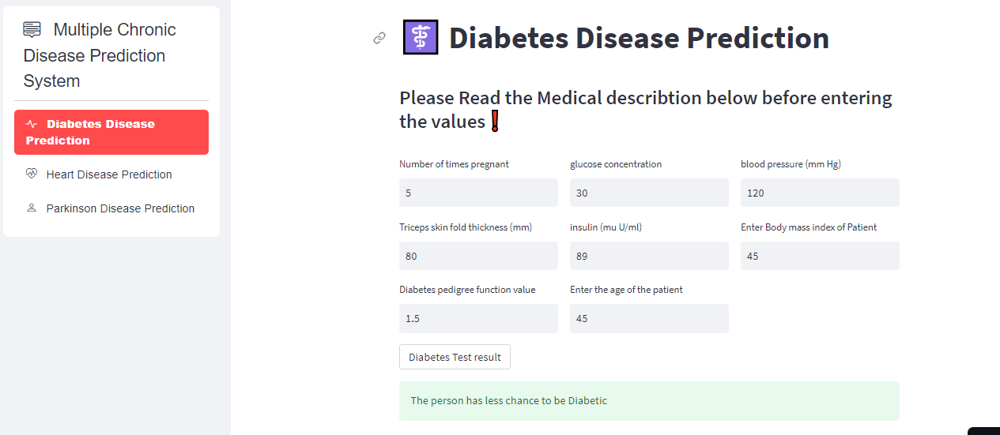 Multiple Chronic
Disease Prediction
System
Diabetes Disease
Prediction
Heart Disease Prediction
Parkinson Disease Prediction
Diabetes Disease Prediction
Please Read the Medical describtion below before entering
the values❗
Number of times pregnant
glucose concentration
blood pressure (mm Hg)
5
30
120
Triceps skin fold thickness (mm)
insulin (mu U/ml)
Enter Body mass index of Patient
80
89
45
Diabetes pedigree function value
Enter the age of the patient
1.5
45
Diabetes Test result
The person has less chance to be Diabetic